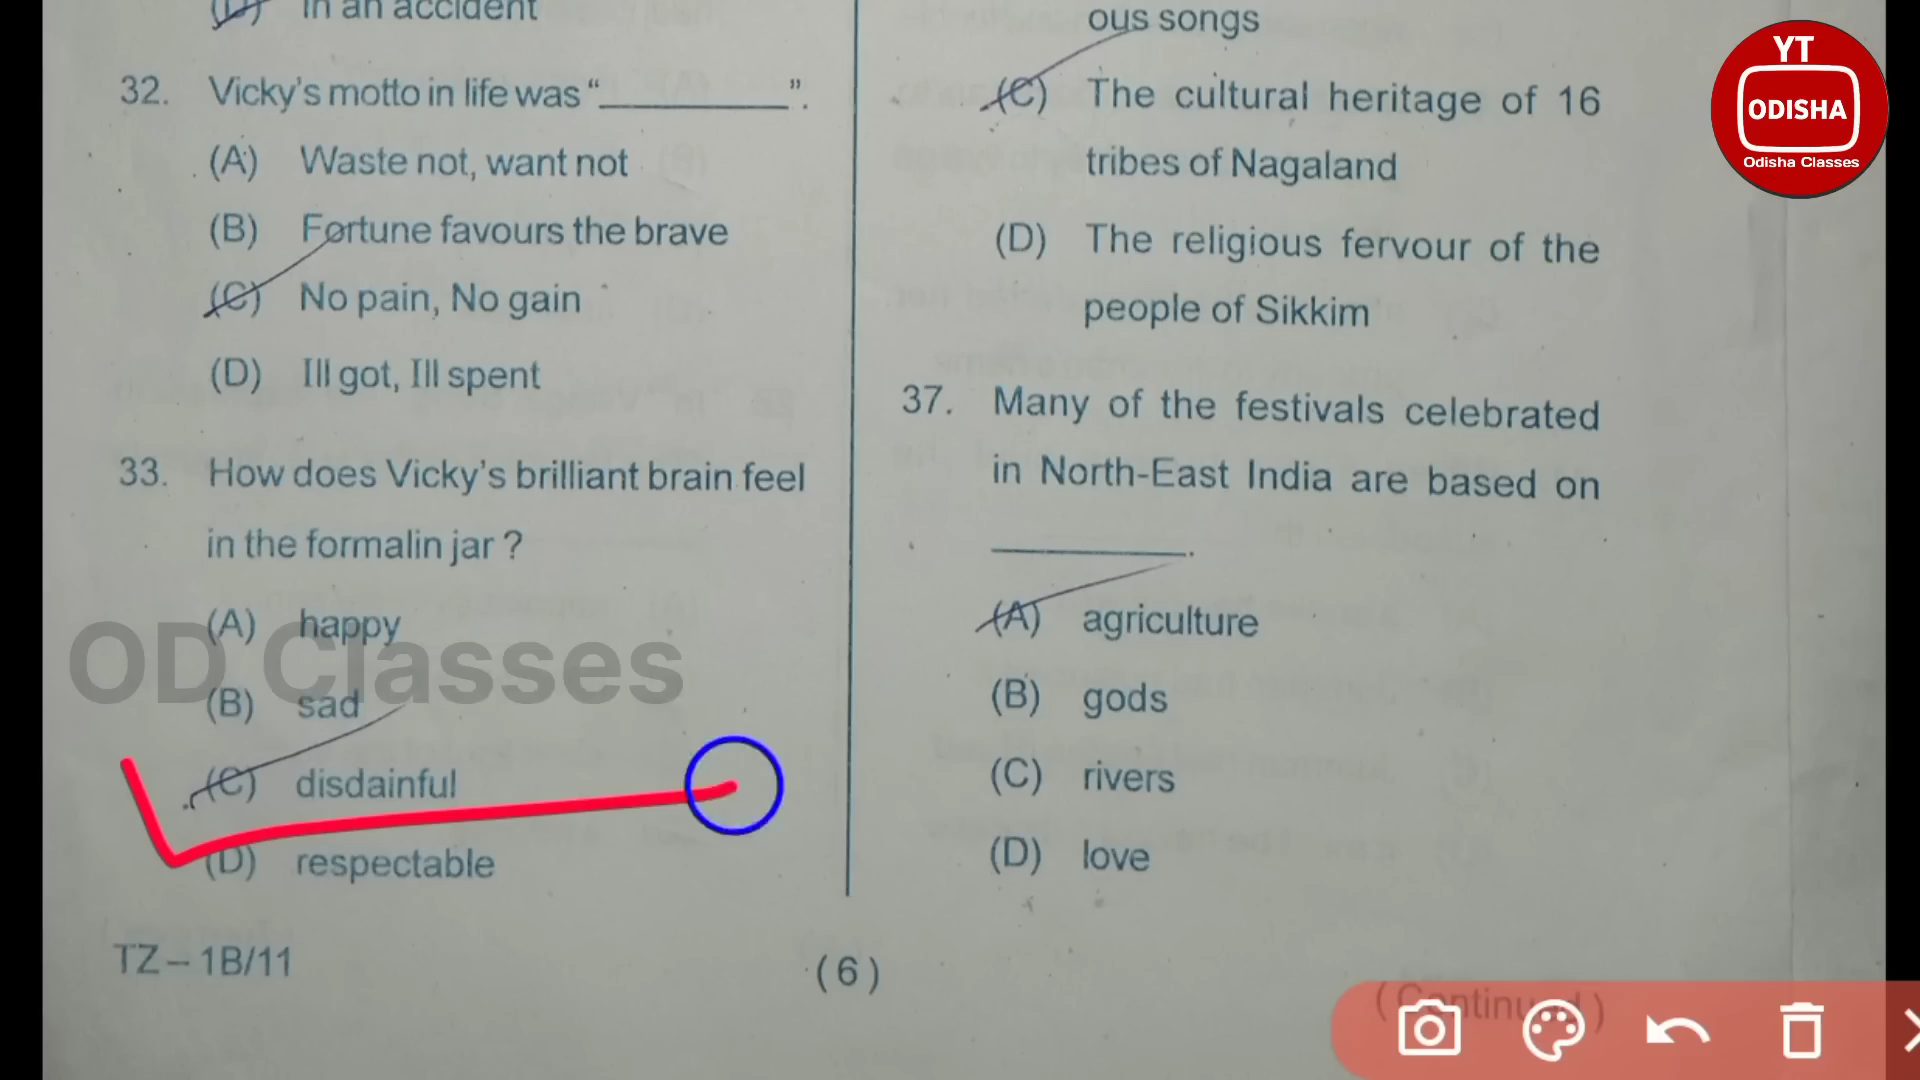 (D) in an accident
32. Vicky's motto in life was "__________".
(A) Waste not, want not
(B) Fortune favours the brave
(C) No pain, No gain
(D) Ill got, Ill spent
33. How does Vicky's brilliant brain feel
in the formalin jar ?
(A) happy
(B) sad
(C) disdainful
(D) respectable
TZ – 1B/11
(6)
ous songs
(C) The cultural heritage of 16
tribes of Nagaland
(D) The religious fervour of the
people of Sikkim
37. Many of the festivals celebrated
in North-East India are based on
__________.
(A) agriculture
(B) gods
(C) rivers
(D) love
(Continued)
OD Classes
YT
ODISHA
Odisha Classes